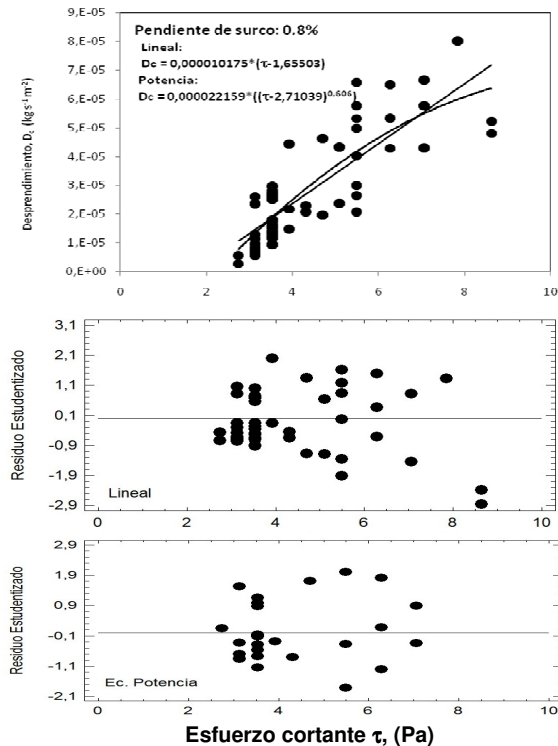 9,E-05
8,E-05
7,E-05
6,E-05
5,E-05
4,E-05
3,E-05
2,E-05
1,E-05
0,E+00
Desprendimiento, Dc (kg s-1 m-2)
Pendiente de surco: 0.8%
Lineal:
Dc = 0,000010175*(τ-1,65503)
Potencia:
Dc = 0,000022159*((τ-2,71039)^0.606)
0 2 4 6 8 10
Residuo Estudentizado
3,1
2,1
1,1
0,1
-0,9
-1,9
-2,9
Lineal
0 2 4 6 8 10
Residuo Estudentizado
2,9
1,9
0,9
-0,1
-1,1
-2,1
Ec. Potencia
0 2 4 6 8 10
Esfuerzo cortante τ, (Pa)